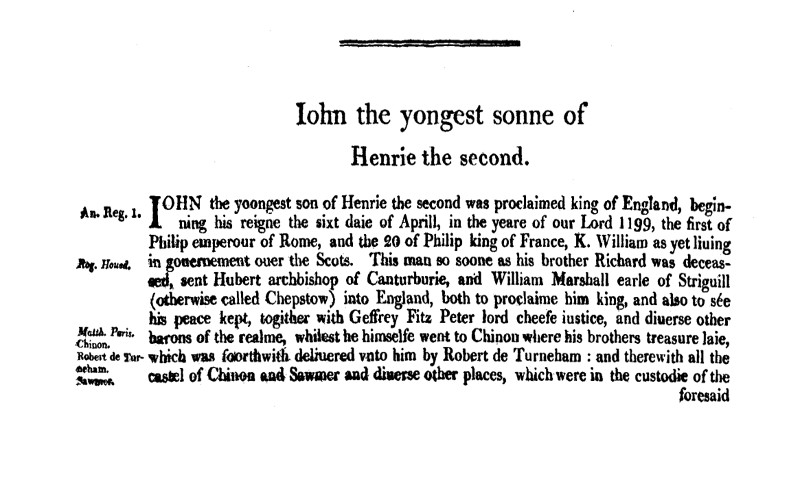 Iohn the yongest sonne of
Henrie the second.
An. Reg. 1.
IOHN the yoongest son of Henrie the second was proclaimed king of England, begin-
ning his reigne the sixt daie of Aprill, in the yeare of our Lord 1199, the first of
Philip emperour of Rome, and the 20 of Philip king of France, K. William as yet liuing
Rog. Houed.
in gouernement ouer the Scots. This man so soone as his brother Richard was deceas-
sed, sent Hubert archbishop of Canturburie, and William Marshall earle of Striguill
(otherwise called Chepstow) into England, both to proclaime him king, and also to sée
his peace kept, togither with Geffrey Fitz Peter lord cheefe iustice, and diuerse other
Matth. Paris.
barons of the realme, whilest he himselfe went to Chinon where his brothers treasure laie,
Chinon.
Robert de Tur-
which was foorthwith deliuered vnto him by Robert de Turneham : and therewith all the
neham.
Sawmer.
castel of Chinon and Sawmer and diuerse other places, which were in the custodie of the
foresaid